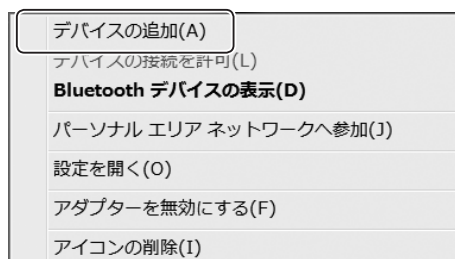 デバイスの追加(A)
デバイスの接続を許可(L)
Bluetooth デバイスの表示(D)
パーソナル エリア ネットワークへ参加(J)
設定を開く(O)
アダプターを無効にする(F)
アイコンの削除(I)